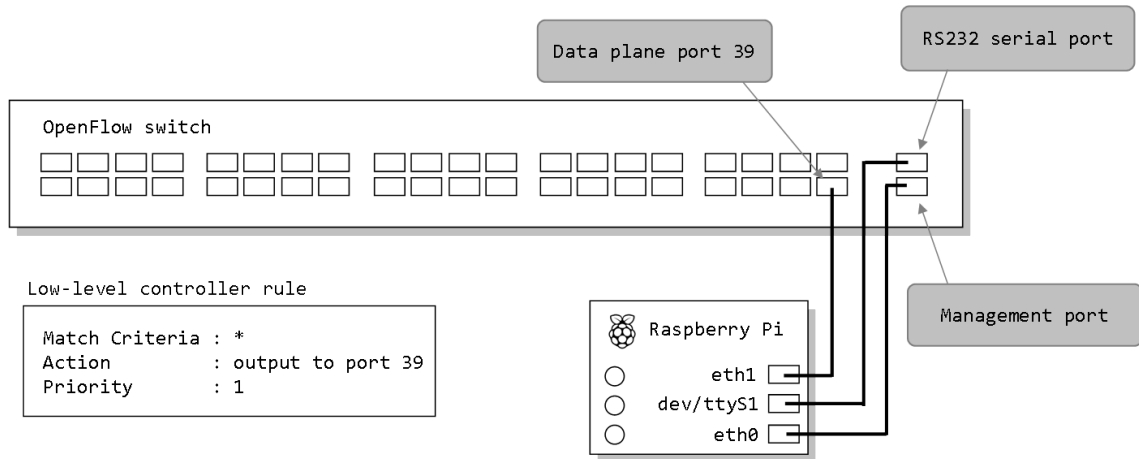 RS232 serial port
Data plane port 39
OpenFlow switch
Low-level controller rule
Match Criteria : *
Action : output to port 39
Priority : 1
Raspberry Pi
eth1
dev/ttyS1
eth0
Management port